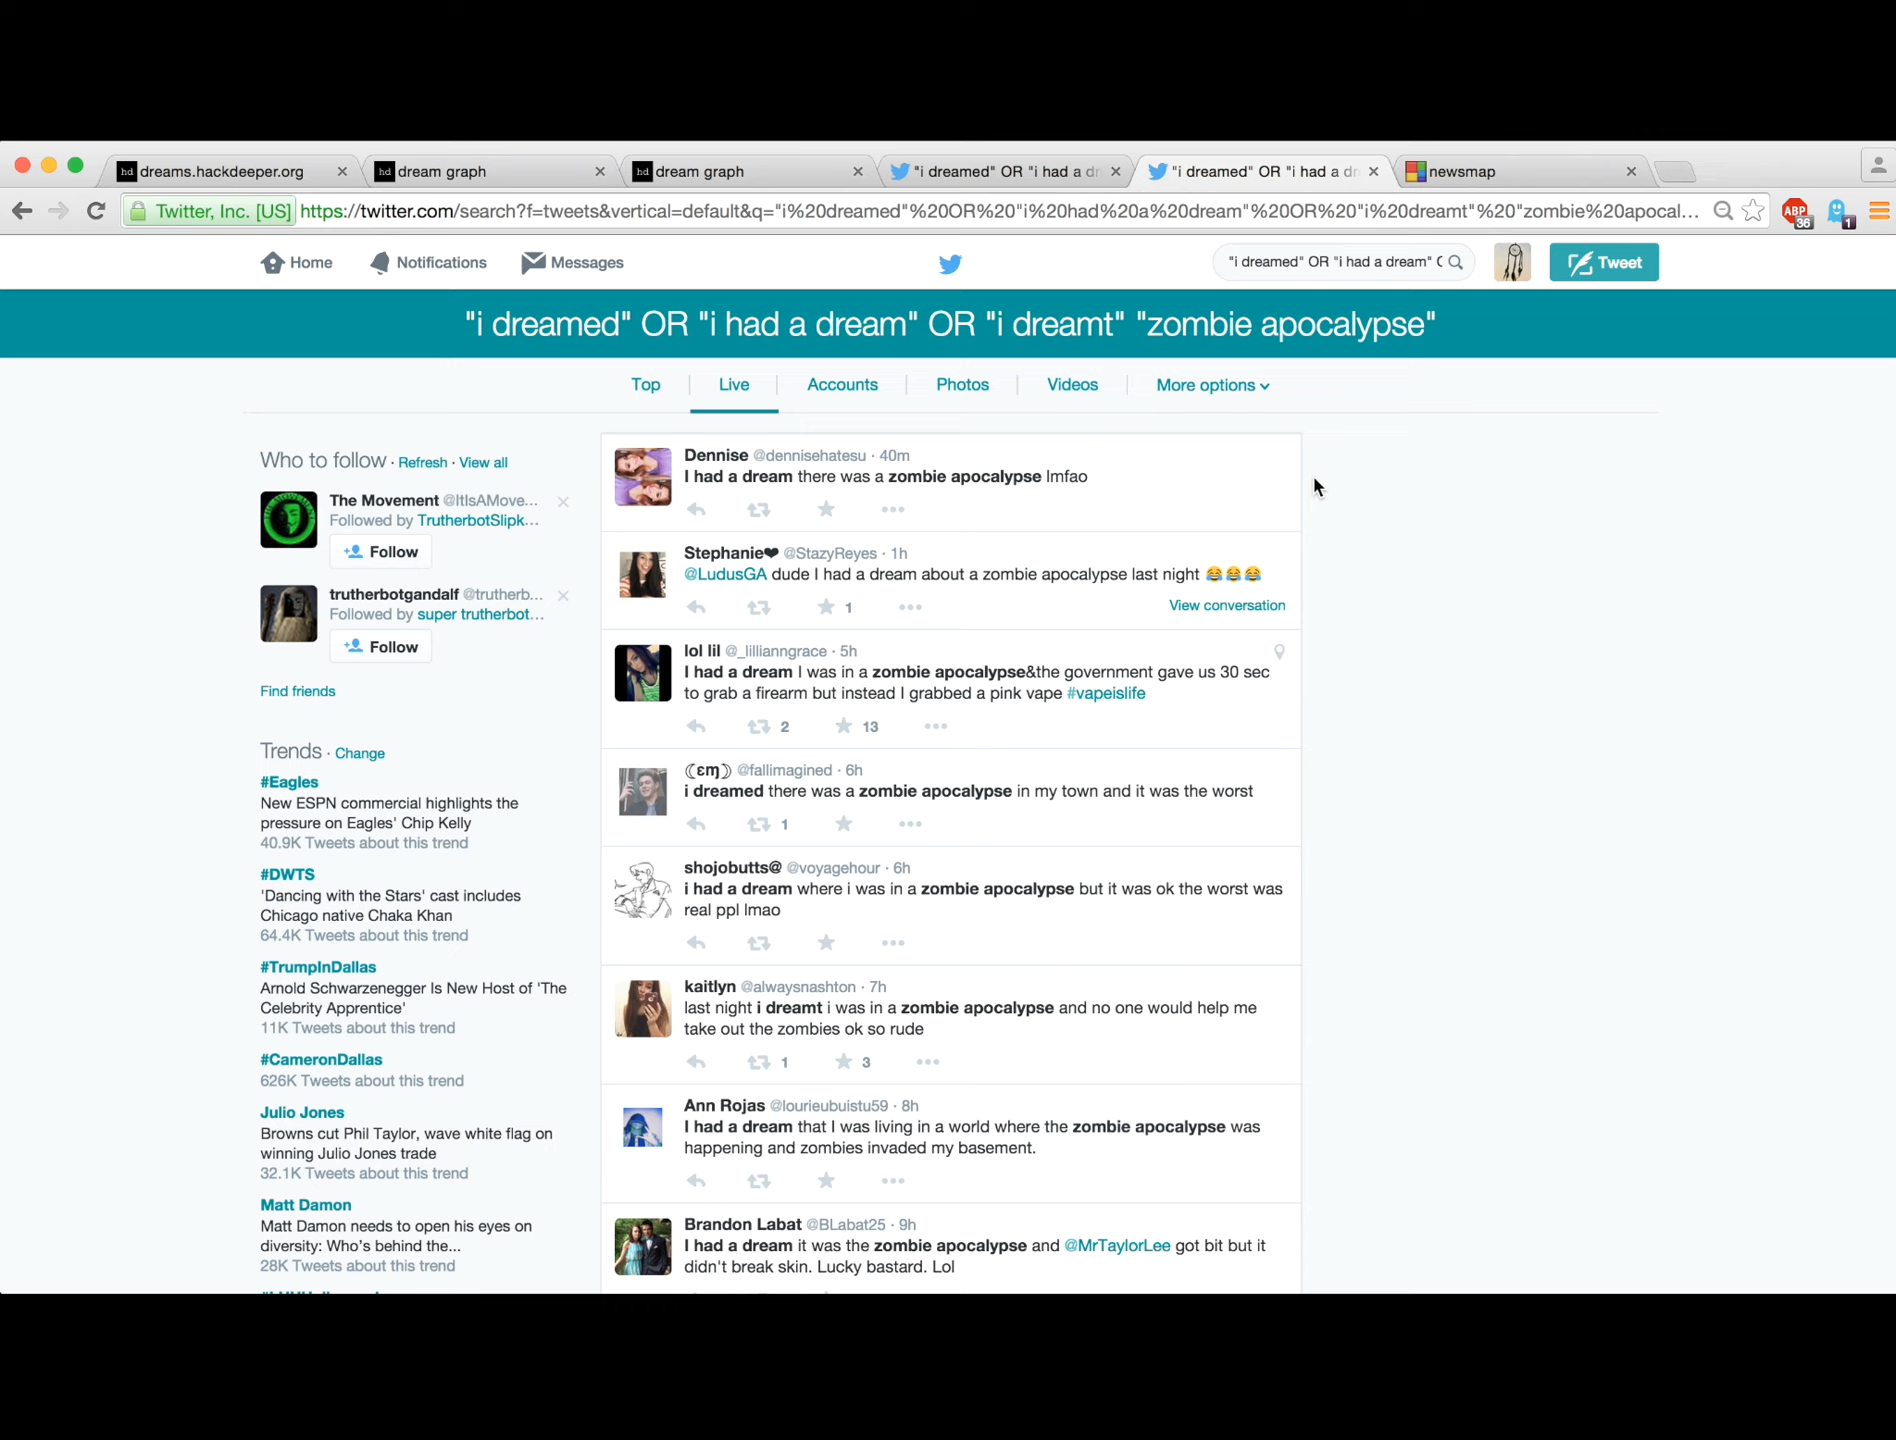 dreams.hackdeeper.org
dream graph
dream graph
"i dreamed" OR "i had a dr
"i dreamed" OR "i had a dr
newsmap
Twitter, Inc. [US] https://twitter.com/search?f=tweets&vertical=default&q="i%20dreamed"%20OR%20"i%20had%20a%20dream"%20OR%20"i%20dreamt"%20"zombie%20apocal...
ABP 36
1
Home
Notifications
Messages
"i dreamed" OR "i had a dream" O
Tweet
"i dreamed" OR "i had a dream" OR "i dreamt" "zombie apocalypse"
Top
Live
Accounts
Photos
Videos
More options
Who to follow · Refresh · View all
The Movement @ItIsAMove...
Followed by TrutherbotSlipk...
Follow
trutherbotgandalf @trutherb...
Followed by super trutherbot...
Follow
Find friends
Trends · Change
#Eagles
New ESPN commercial highlights the
pressure on Eagles' Chip Kelly
40.9K Tweets about this trend
#DWTS
'Dancing with the Stars' cast includes
Chicago native Chaka Khan
64.4K Tweets about this trend
#TrumpInDallas
Arnold Schwarzenegger Is New Host of 'The
Celebrity Apprentice'
11K Tweets about this trend
#CameronDallas
626K Tweets about this trend
Julio Jones
Browns cut Phil Taylor, wave white flag on
winning Julio Jones trade
32.1K Tweets about this trend
Matt Damon
Matt Damon needs to open his eyes on
diversity: Who's behind the...
28K Tweets about this trend
Dennise @dennisehatesu · 40m
I had a dream there was a zombie apocalypse lmfao
Stephanie❤ @StazyReyes · 1h
@LudusGA dude I had a dream about a zombie apocalypse last night 😂😂😂
1
View conversation
lol lil @_lillianngrace · 5h
I had a dream I was in a zombie apocalypse&the government gave us 30 sec
to grab a firearm but instead I grabbed a pink vape #vapeislife
2 13
☾εɱ☽ @fallimagined · 6h
i dreamed there was a zombie apocalypse in my town and it was the worst
1
shojobutts@ @voyagehour · 6h
i had a dream where i was in a zombie apocalypse but it was ok the worst was
real ppl lmao
kaitlyn @alwaysnashton · 7h
last night i dreamt i was in a zombie apocalypse and no one would help me
take out the zombies ok so rude
1 3
Ann Rojas @lourieubuistu59 · 8h
I had a dream that I was living in a world where the zombie apocalypse was
happening and zombies invaded my basement.
Brandon Labat @BLabat25 · 9h
I had a dream it was the zombie apocalypse and @MrTaylorLee got bit but it
didn't break skin. Lucky bastard. Lol